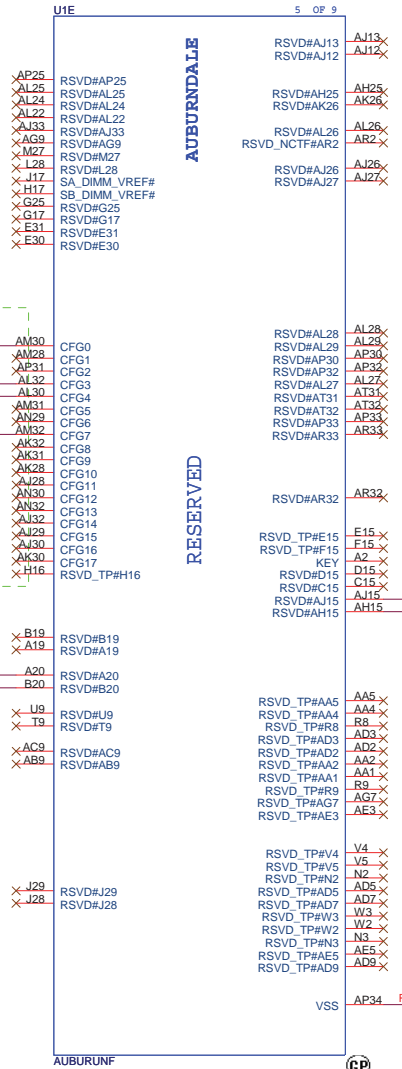 U1E 5 OF 9
AUBURNDALE
RESERVED
AP25 RSVD#AP25
AL25 RSVD#AL25
AL24 RSVD#AL24
AL22 RSVD#AL22
AJ33 RSVD#AJ33
AG9 RSVD#AG9
M27 RSVD#M27
L28 RSVD#L28
J17 SA_DIMM_VREF#
H17 SB_DIMM_VREF#
G25 RSVD#G25
G17 RSVD#G17
E31 RSVD#E31
E30 RSVD#E30
AM30 CFG0
AM28 CFG1
AP31 CFG2
AL32 CFG3
AL30 CFG4
AM31 CFG5
AN29 CFG6
AM32 CFG7
AK32 CFG8
AK31 CFG9
AK28 CFG10
AJ28 CFG11
AN30 CFG12
AN32 CFG13
AJ32 CFG14
AJ29 CFG15
AJ30 CFG16
AK30 CFG17
H16 RSVD_TP#H16
B19 RSVD#B19
A19 RSVD#A19
A20 RSVD#A20
B20 RSVD#B20
U9 RSVD#U9
T9 RSVD#T9
AC9 RSVD#AC9
AB9 RSVD#AB9
J29 RSVD#J29
J28 RSVD#J28
RSVD#AJ13 AJ13
RSVD#AJ12 AJ12
RSVD#AH25 AH25
RSVD#AK26 AK26
RSVD#AL26 AL26
RSVD_NCTF#AR2 AR2
RSVD#AJ26 AJ26
RSVD#AJ27 AJ27
RSVD#AL28 AL28
RSVD#AL29 AL29
RSVD#AP30 AP30
RSVD#AP32 AP32
RSVD#AL27 AL27
RSVD#AT31 AT31
RSVD#AT32 AT32
RSVD#AP33 AP33
RSVD#AR33 AR33
RSVD#AR32 AR32
RSVD_TP#E15 E15
RSVD_TP#F15 F15
KEY A2
RSVD#D15 D15
RSVD#C15 C15
RSVD#AJ15 AJ15
RSVD#AH15 AH15
RSVD_TP#AA5 AA5
RSVD_TP#AA4 AA4
RSVD_TP#R8 R8
RSVD_TP#AD3 AD3
RSVD_TP#AD2 AD2
RSVD_TP#AA2 AA2
RSVD_TP#AA1 AA1
RSVD_TP#R9 R9
RSVD_TP#AG7 AG7
RSVD_TP#AE3 AE3
RSVD_TP#V4 V4
RSVD_TP#V5 V5
RSVD_TP#N2 N2
RSVD_TP#AD5 AD5
RSVD_TP#AD7 AD7
RSVD_TP#W3 W3
RSVD_TP#W2 W2
RSVD_TP#N3 N3
RSVD_TP#AE5 AE5
RSVD_TP#AD9 AD9
VSS AP34
AUBURUNF
CP